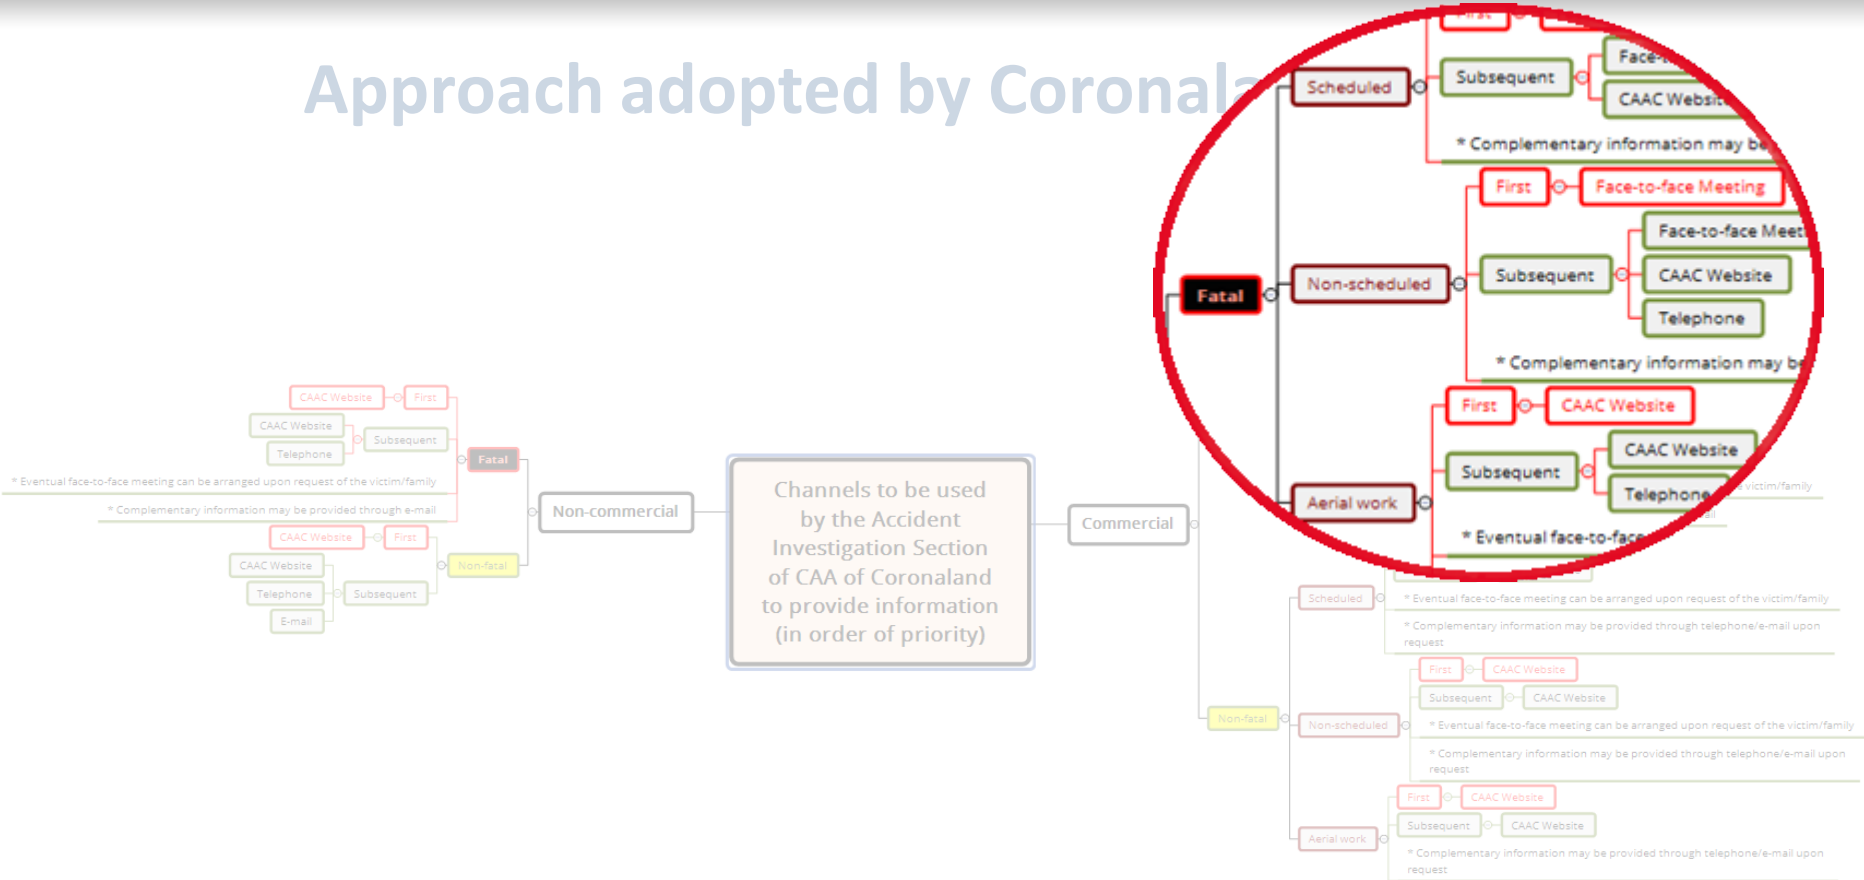 Approach adopted by
First
Scheduled
Subsequent
CAAC Website
* Complementary information may be
First
Face-to-face Meeting
Non-scheduled
Subsequent
Face-to-face
CAAC Website
Telephone
* Complementary information may be
Fatal
First
CAAC Website
Aerial work
Subsequent
CAAC Website
Telephone
* Eventual face-to-face
victim/family
CAAC Website
First
CAAC Website
Telephone
Subsequent
Fatal
* Eventual face-to-face meeting can be arranged upon request of the victim/family
* Complementary information may be provided through e-mail
CAAC Website
First
CAAC Website
Telephone
E-mail
Subsequent
Non-fatal
Non-commercial
Channels to be used
by the Accident
Investigation Section
of CAA of Coronaland
to provide information
(in order of priority)
Commercial
Non-fatal
Scheduled
* Eventual face-to-face meeting can be arranged upon request of the victim/family
* Complementary information may be provided through telephone/e-mail upon
request
Non-scheduled
First
CAAC Website
Subsequent
CAAC Website
* Eventual face-to-face meeting can be arranged upon request of the victim/family
* Complementary information may be provided through telephone/e-mail upon
request
Aerial work
First
CAAC Website
Subsequent
CAAC Website
* Complementary information may be provided through telephone/e-mail upon
request